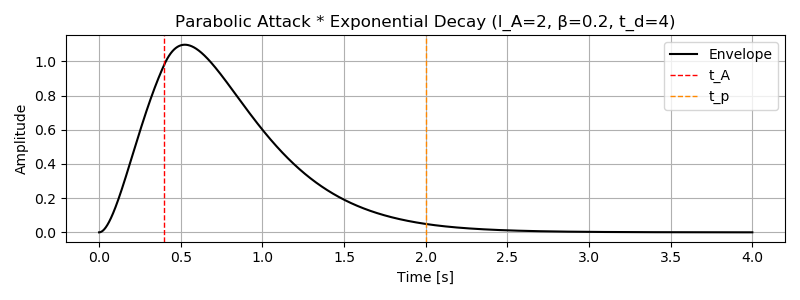 Parabolic Attack * Exponential Decay (I_A=2, β=0.2, t_d=4)
Envelope
t_A
t_p
Amplitude
1.0
0.8
0.6
0.4
0.2
0.0
0.0 0.5 1.0 1.5 2.0 2.5 3.0 3.5 4.0
Time [s]